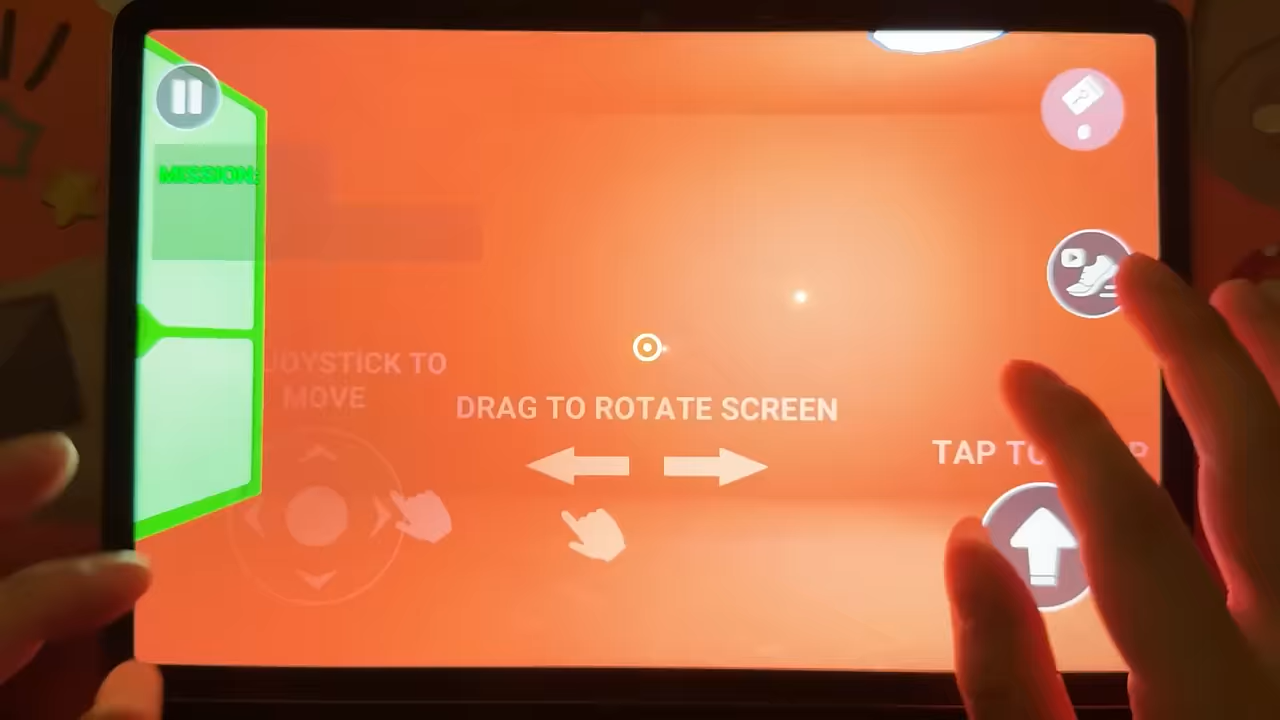 MISSION:
JOYSTICK TO
MOVE
DRAG TO ROTATE SCREEN
TAP TO